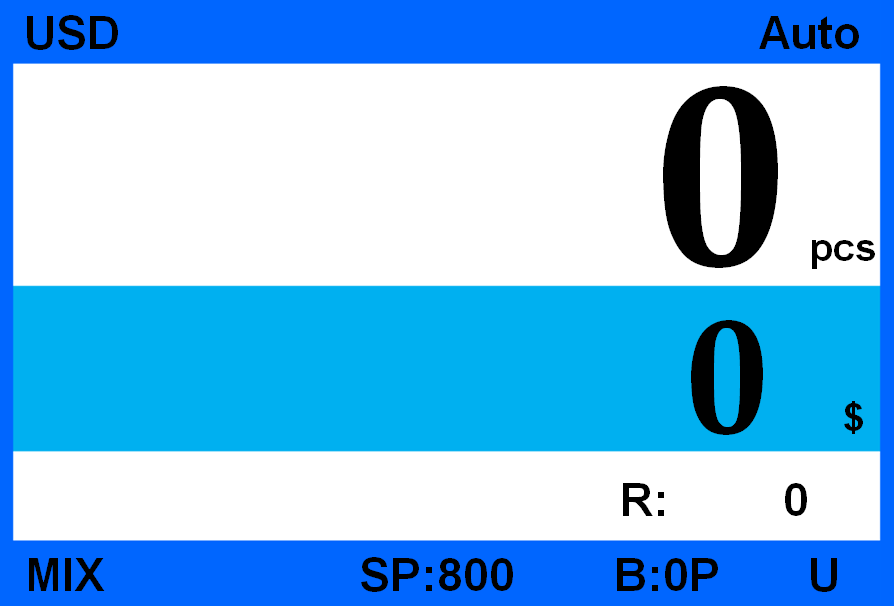 USD Auto
0 pcs
0 $
R: 0
MIX SP:800 B:0P U